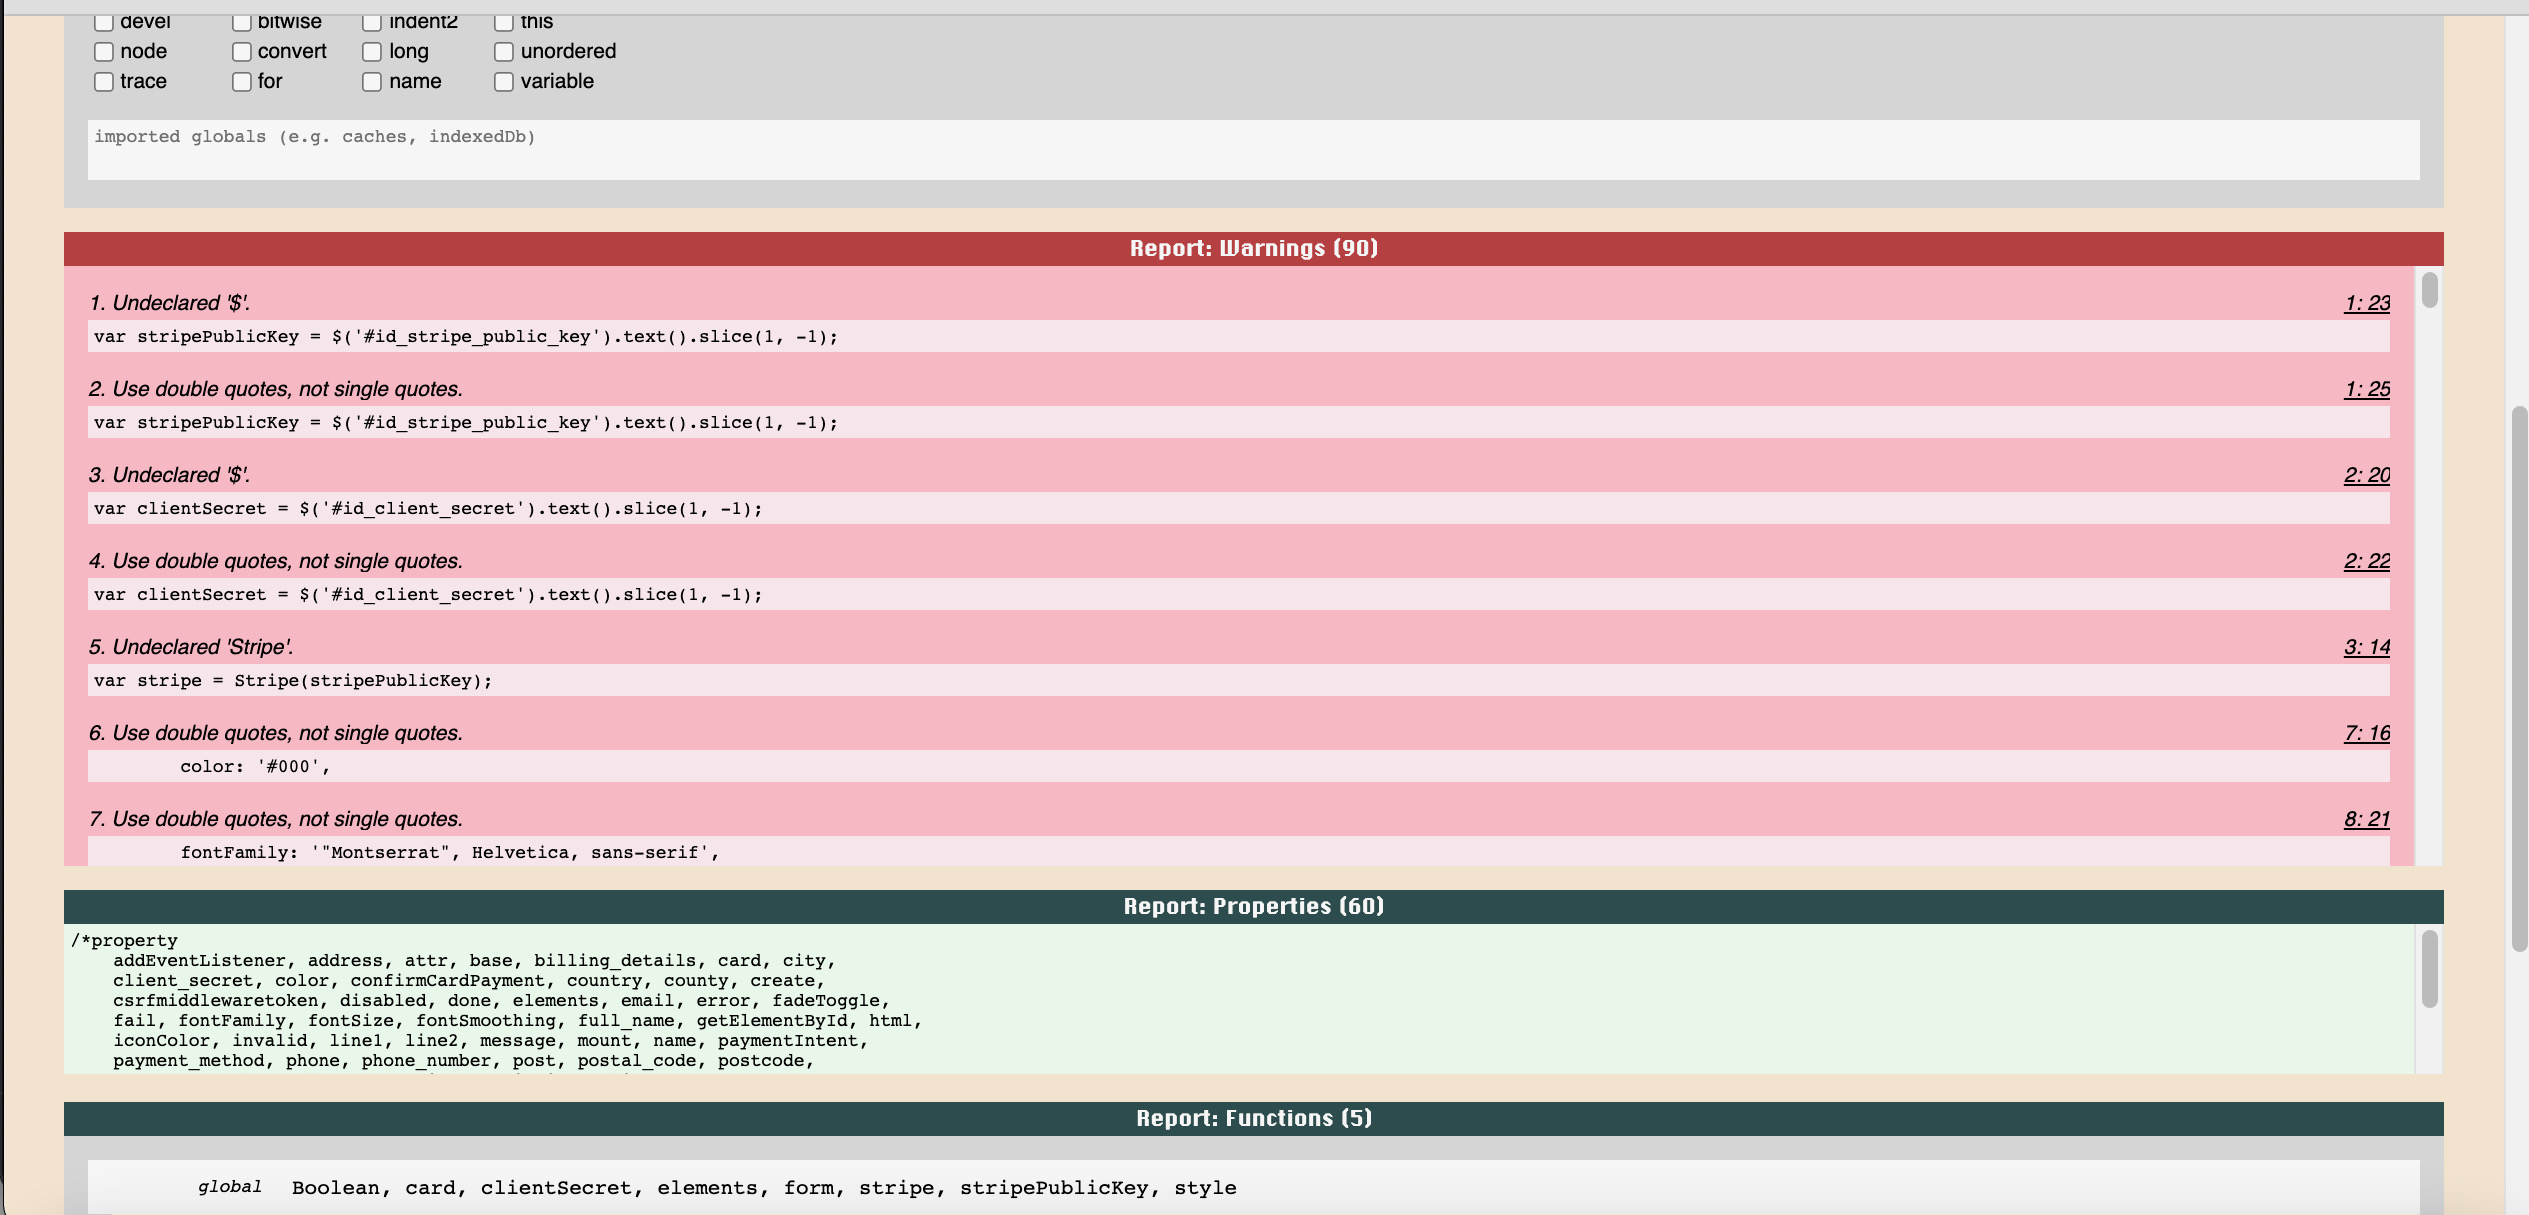 devel bitwise indent2 this
node convert long unordered
trace for name variable
imported globals (e.g. caches, indexedDb)
Report: Warnings (90)
1. Undeclared '$'. 1: 23
var stripePublicKey = $('#id_stripe_public_key').text().slice(1, -1);
2. Use double quotes, not single quotes. 1: 25
var stripePublicKey = $('#id_stripe_public_key').text().slice(1, -1);
3. Undeclared '$'. 2: 20
var clientSecret = $('#id_client_secret').text().slice(1, -1);
4. Use double quotes, not single quotes. 2: 22
var clientSecret = $('#id_client_secret').text().slice(1, -1);
5. Undeclared 'Stripe'. 3: 14
var stripe = Stripe(stripePublicKey);
6. Use double quotes, not single quotes. 7: 16
color: '#000',
7. Use double quotes, not single quotes. 8: 21
fontFamily: '"Montserrat", Helvetica, sans-serif',
Report: Properties (60)
/*property
addEventListener, address, attr, base, billing_details, card, city,
client_secret, color, confirmCardPayment, country, county, create,
csrfmiddlewaretoken, disabled, done, elements, email, error, fadeToggle,
fail, fontFamily, fontSize, fontSmoothing, full_name, getElementById, html,
iconColor, invalid, line1, line2, message, mount, name, paymentIntent,
payment_method, phone, phone_number, post, postal_code, postcode,
Report: Functions (5)
global Boolean, card, clientSecret, elements, form, stripe, stripePublicKey, style